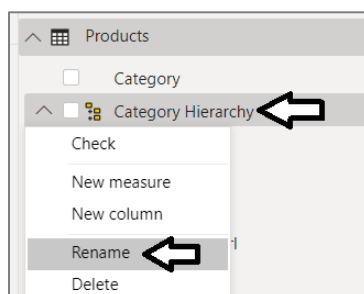 Products
Category
Category Hierarchy
Check
New measure
New column
Rename
Delete